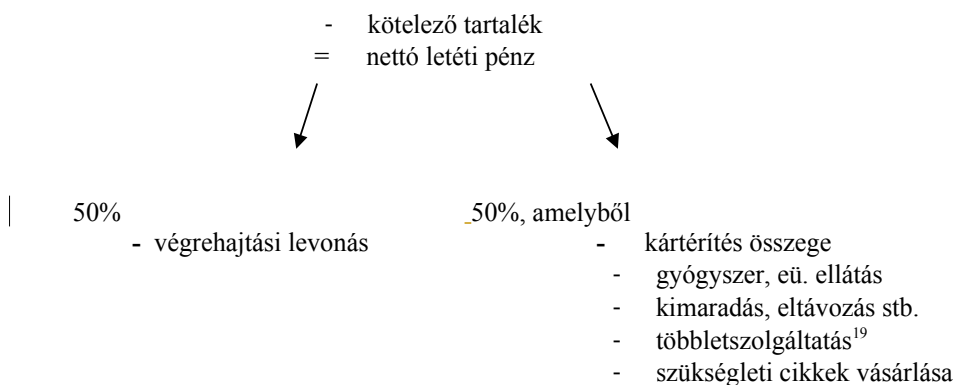 - kötelező tartalék
= nettó letéti pénz
50%
- végrehajtási levonás
50%, amelyből
- kártérítés összege
- gyógyszer, eü. ellátás
- kimaradás, eltávozás stb.
- többletszolgáltatás19
- szükségleti cikkek vásárlása